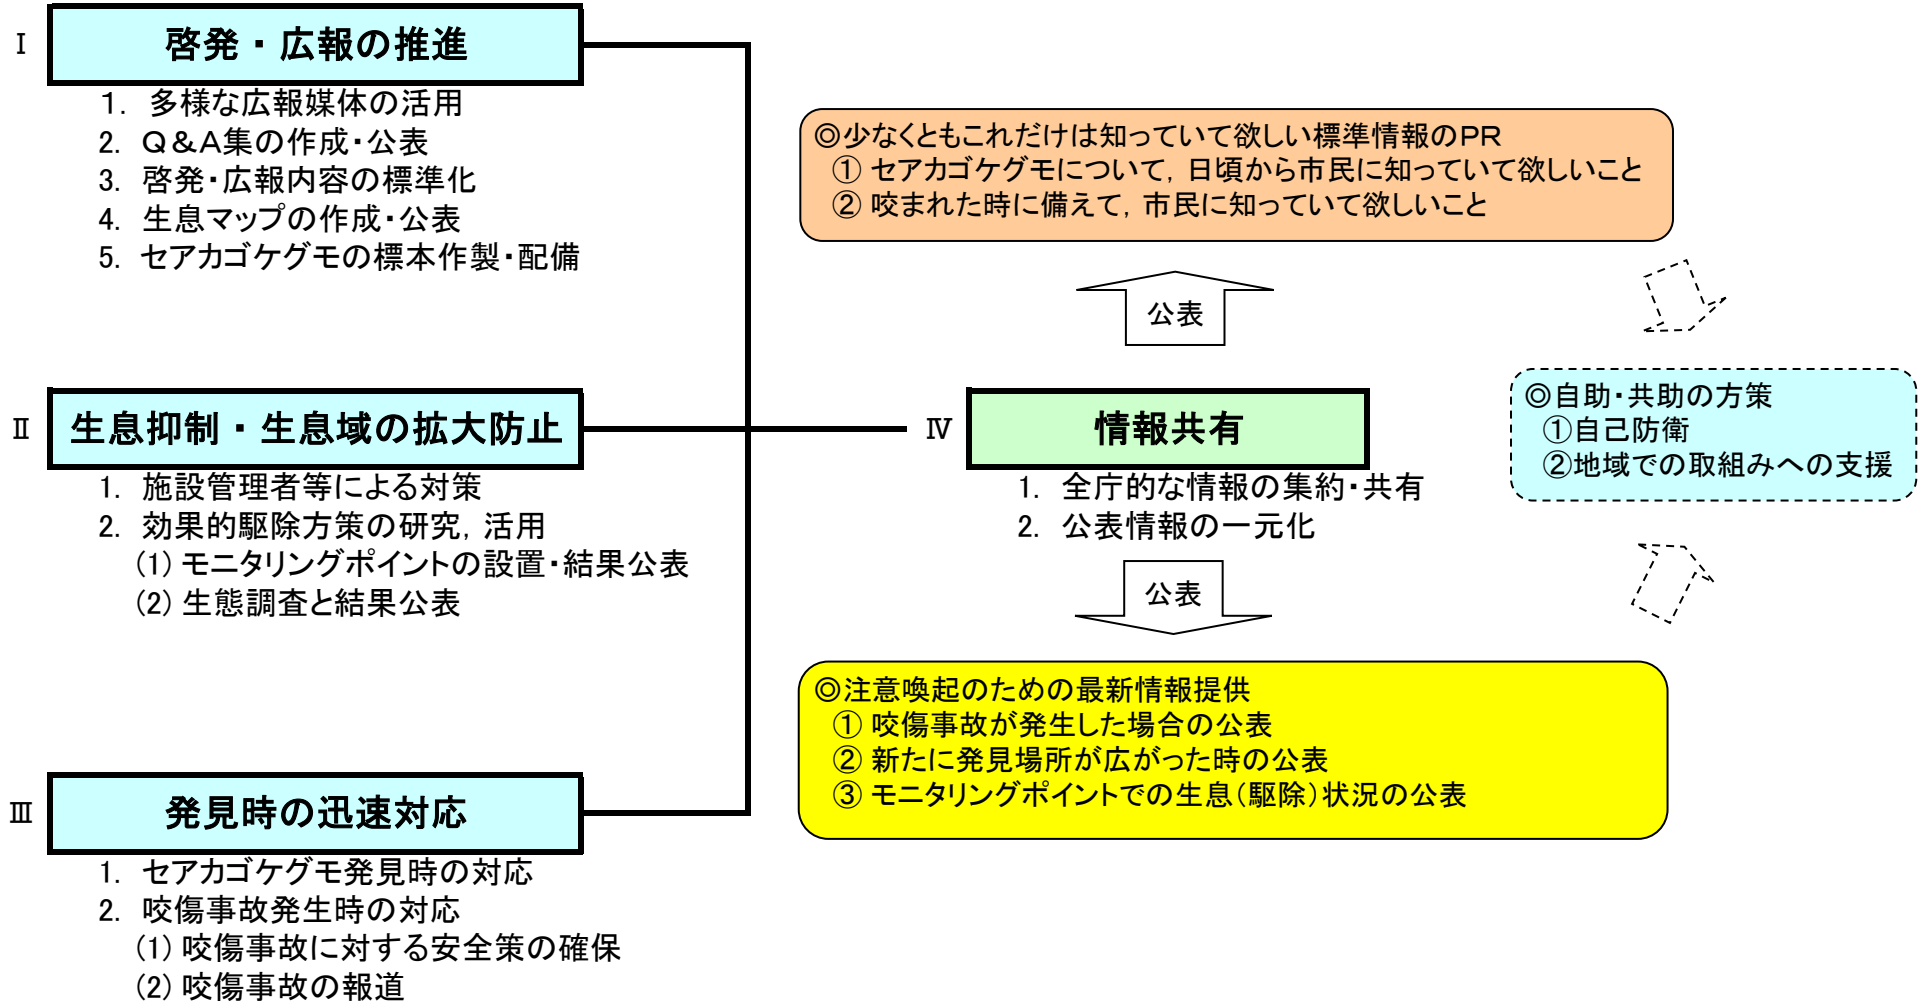 Ⅰ 啓発・広報の推進
1. 多様な広報媒体の活用
2. Q&A集の作成・公表
3. 啓発・広報内容の標準化
4. 生息マップの作成・公表
5. セアカゴケグモの標本作製・配備
Ⅱ 生息抑制・生息域の拡大防止
1. 施設管理者等による対策
2. 効果的駆除方策の研究, 活用
(1) モニタリングポイントの設置・結果公表
(2) 生態調査と結果公表
Ⅲ 発見時の迅速対応
1. セアカゴケグモ発見時の対応
2. 咬傷事故発生時の対応
(1) 咬傷事故に対する安全策の確保
(2) 咬傷事故の報道
◎少なくともこれだけは知っていて欲しい標準情報のPR
① セアカゴケグモについて, 日頃から市民に知っていて欲しいこと
② 咬まれた時に備えて, 市民に知っていて欲しいこと
公表
Ⅳ 情報共有
1. 全庁的な情報の集約・共有
2. 公表情報の一元化
公表
◎注意喚起のための最新情報提供
① 咬傷事故が発生した場合の公表
② 新たに発見場所が広がった時の公表
③ モニタリングポイントでの生息(駆除)状況の公表
◎自助・共助の方策
①自己防衛
②地域での取組みへの支援